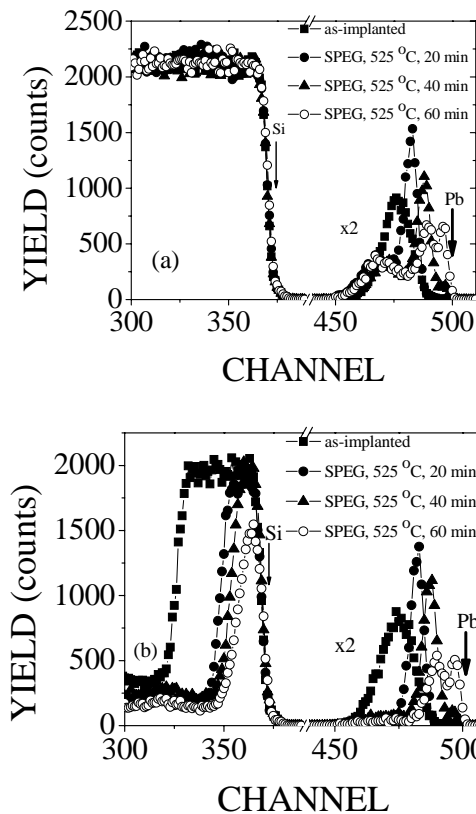 2500
2000
1500
1000
500
0
YIELD (counts)
as-implanted
SPEG, 525 °C, 20 min
SPEG, 525 °C, 40 min
SPEG, 525 °C, 60 min
Si
Pb
x2
(a)
300 350 450 500
CHANNEL
2000
1500
1000
500
0
YIELD (counts)
as-implanted
SPEG, 525 °C, 20 min
SPEG, 525 °C, 40 min
SPEG, 525 °C, 60 min
Si
Pb
x2
(b)
300 350 450 500
CHANNEL